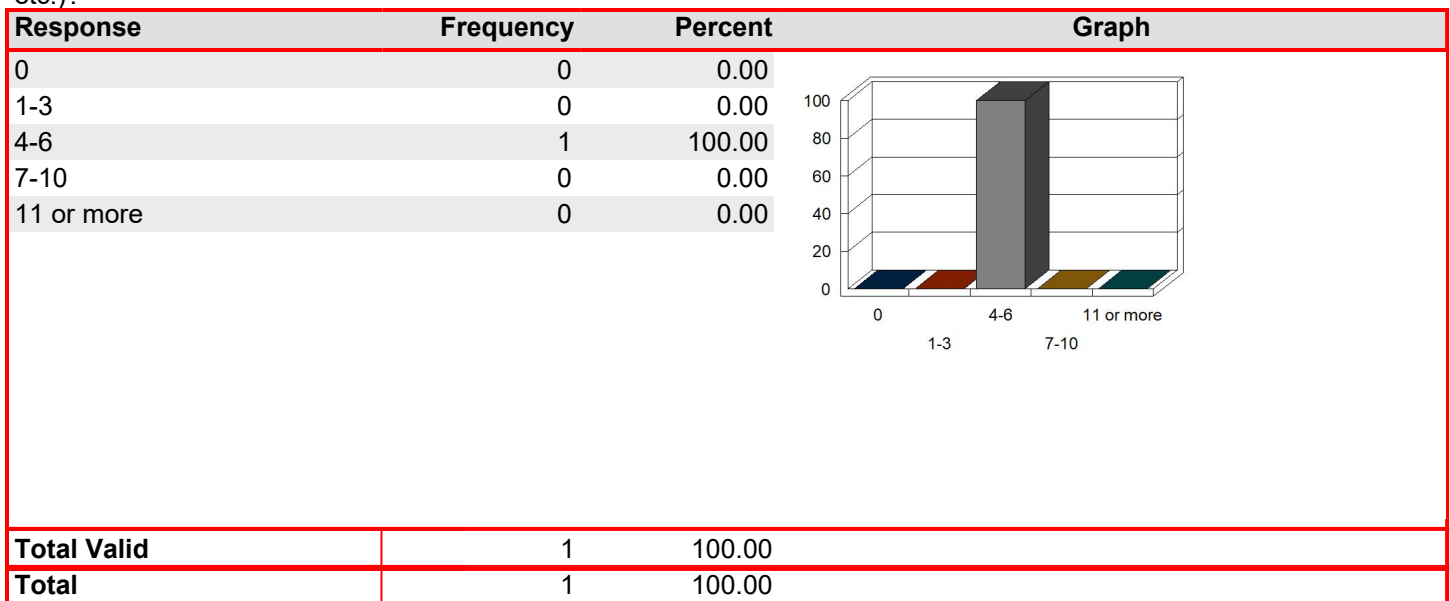 etc.)?
Response Frequency Percent Graph
0 0 0.00
1-3 0 0.00
4-6 1 100.00
7-10 0 0.00
11 or more 0 0.00
100
80
60
40
20
0
0 4-6 11 or more
1-3 7-10
Total Valid 1 100.00
Total 1 100.00